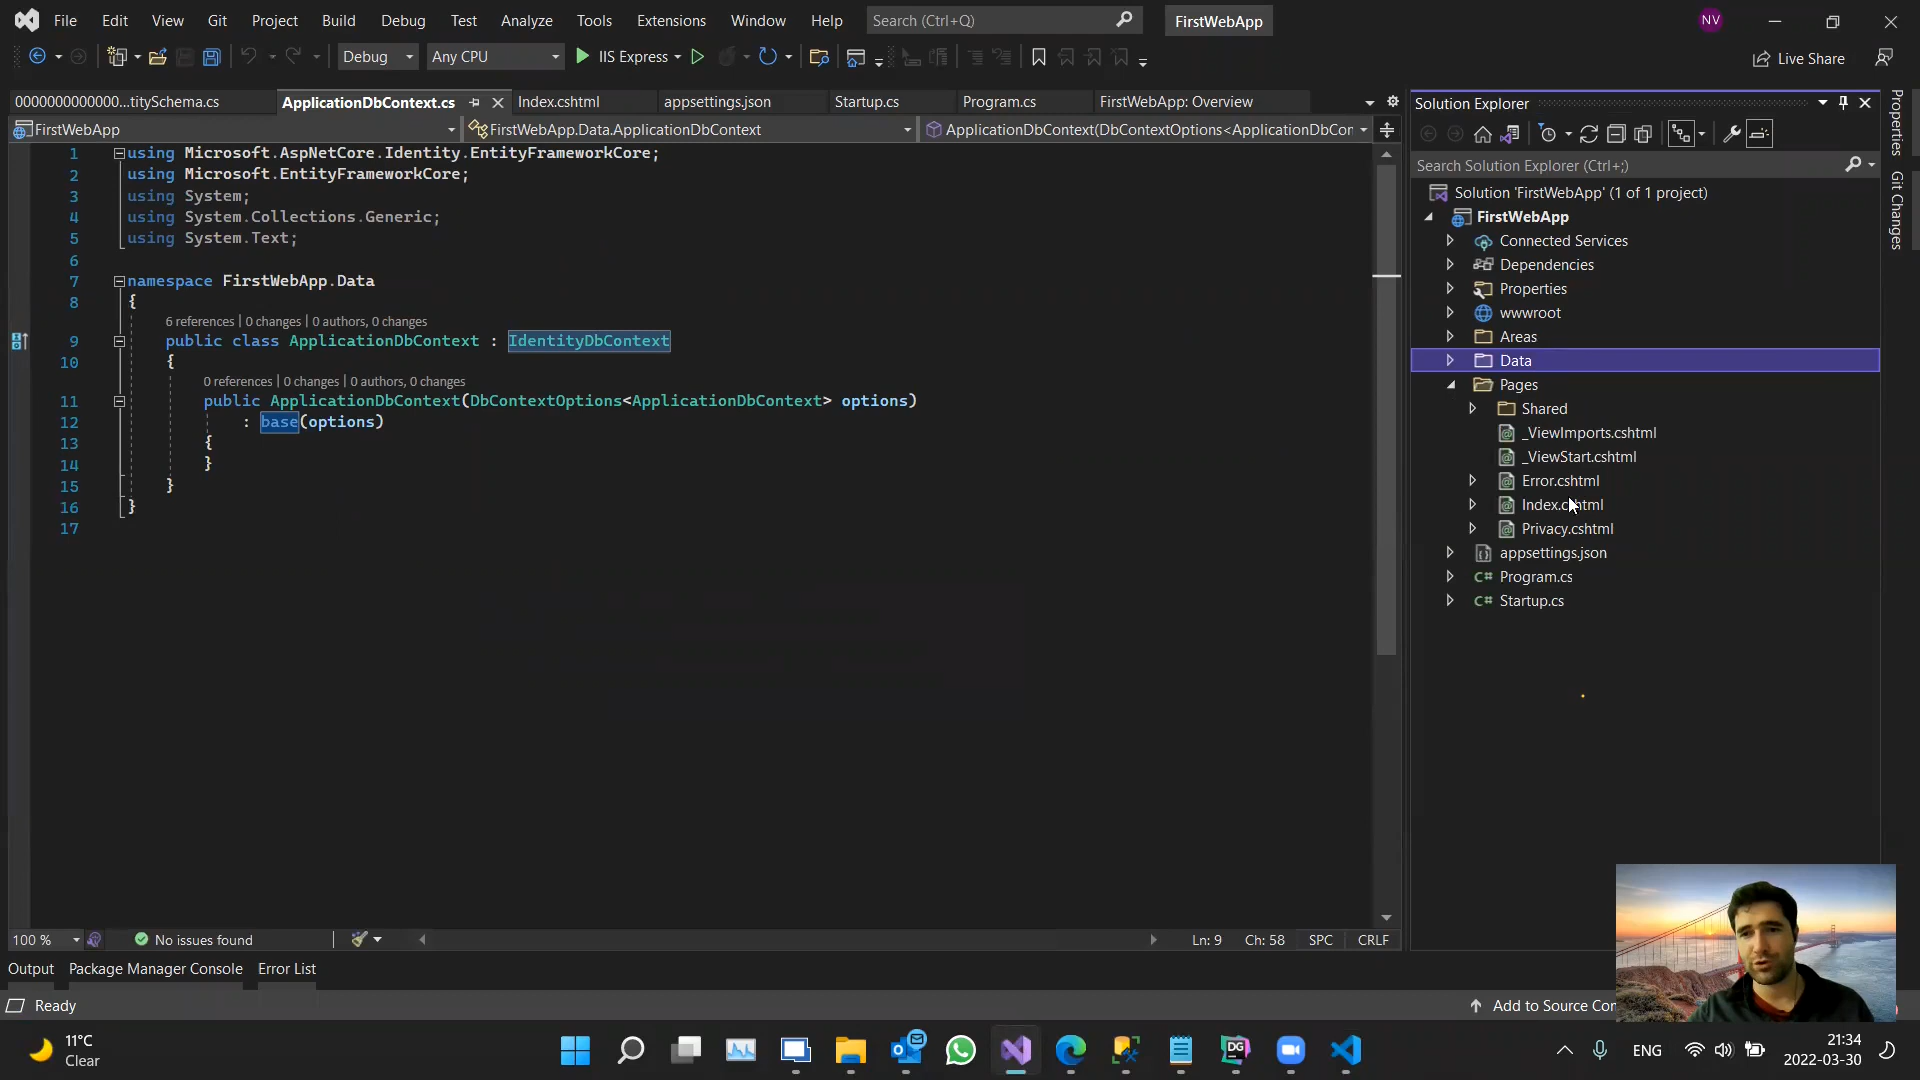 File Edit View Git Project Build Debug Test Analyze Tools Extensions Window Help Search (Ctrl+Q) FirstWebApp NV
Debug Any CPU IIS Express Live Share
0000000000000...titySchema.cs ApplicationDbContext.cs Index.cshtml appsettings.json Startup.cs Program.cs FirstWebApp: Overview
FirstWebApp FirstWebApp.Data.ApplicationDbContext ApplicationDbContext(DbContextOptions<ApplicationDbCon
1 using Microsoft.AspNetCore.Identity.EntityFrameworkCore;
2 using Microsoft.EntityFrameworkCore;
3 using System;
4 using System.Collections.Generic;
5 using System.Text;
6
7 namespace FirstWebApp.Data
8 {
6 references | 0 changes | 0 authors, 0 changes
9 public class ApplicationDbContext : IdentityDbContext
10 {
0 references | 0 changes | 0 authors, 0 changes
11 public ApplicationDbContext(DbContextOptions<ApplicationDbContext> options)
12 : base(options)
13 {
14 }
15 }
16 }
17
100 % No issues found Ln: 9 Ch: 58 SPC CRLF
Output Package Manager Console Error List
Solution Explorer
Search Solution Explorer (Ctrl+;)
Solution 'FirstWebApp' (1 of 1 project)
FirstWebApp
Connected Services
Dependencies
Properties
wwwroot
Areas
Data
Pages
Shared
_ViewImports.cshtml
_ViewStart.cshtml
Error.cshtml
Index.cshtml
Privacy.cshtml
appsettings.json
C# Program.cs
C# Startup.cs
Properties
Git Changes
Ready Add to Source Con
11°C
Clear
DG
ENG
21:34
2022-03-30